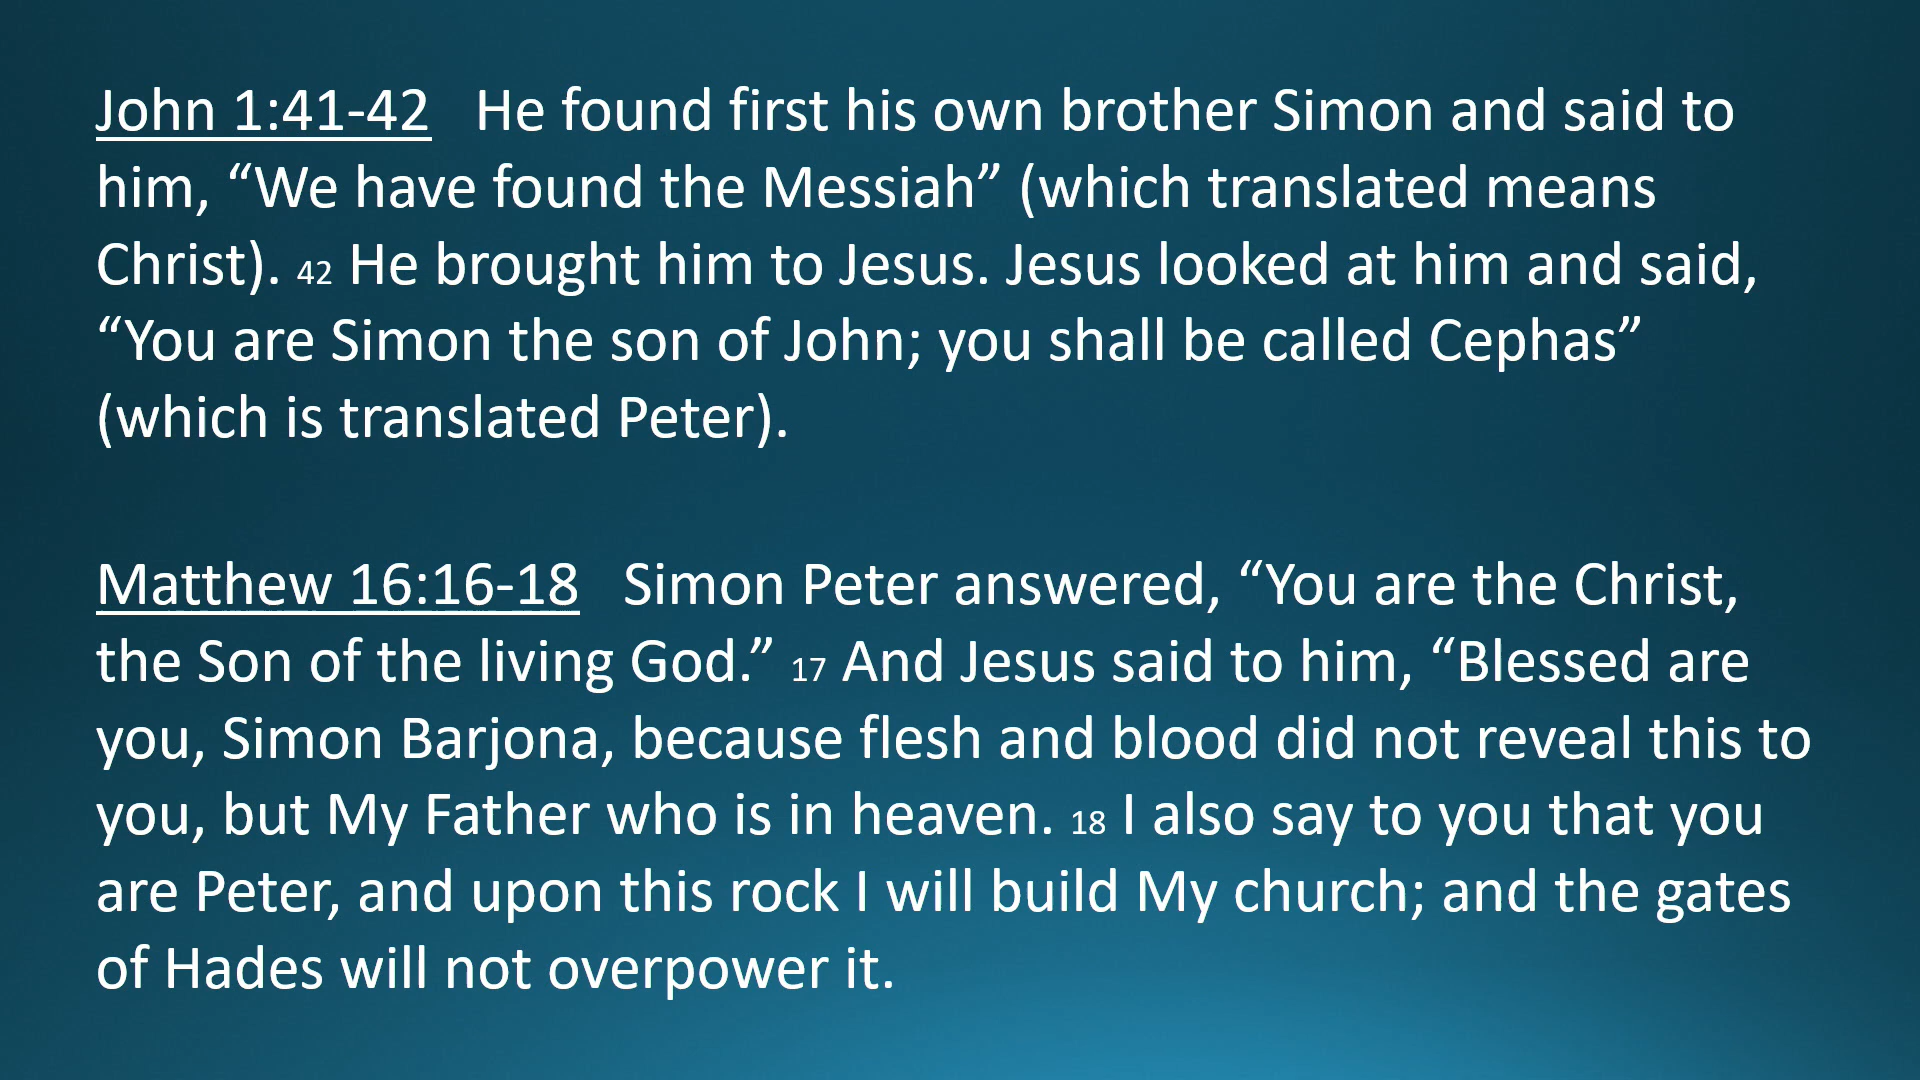 John 1:41-42   He found first his own brother Simon and said to
him, “We have found the Messiah” (which translated means
Christ). 42 He brought him to Jesus. Jesus looked at him and said,
“You are Simon the son of John; you shall be called Cephas”
(which is translated Peter).
Matthew 16:16-18   Simon Peter answered, “You are the Christ,
the Son of the living God.” 17 And Jesus said to him, “Blessed are
you, Simon Barjona, because flesh and blood did not reveal this to
you, but My Father who is in heaven. 18 I also say to you that you
are Peter, and upon this rock I will build My church; and the gates
of Hades will not overpower it.